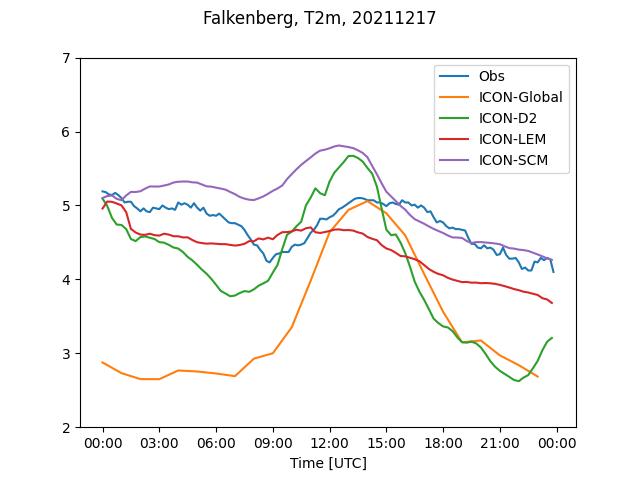 Falkenberg, T2m, 20211217
7
6
5
4
3
2
Obs
ICON-Global
ICON-D2
ICON-LEM
ICON-SCM
00:00 03:00 06:00 09:00 12:00 15:00 18:00 21:00 00:00
Time [UTC]